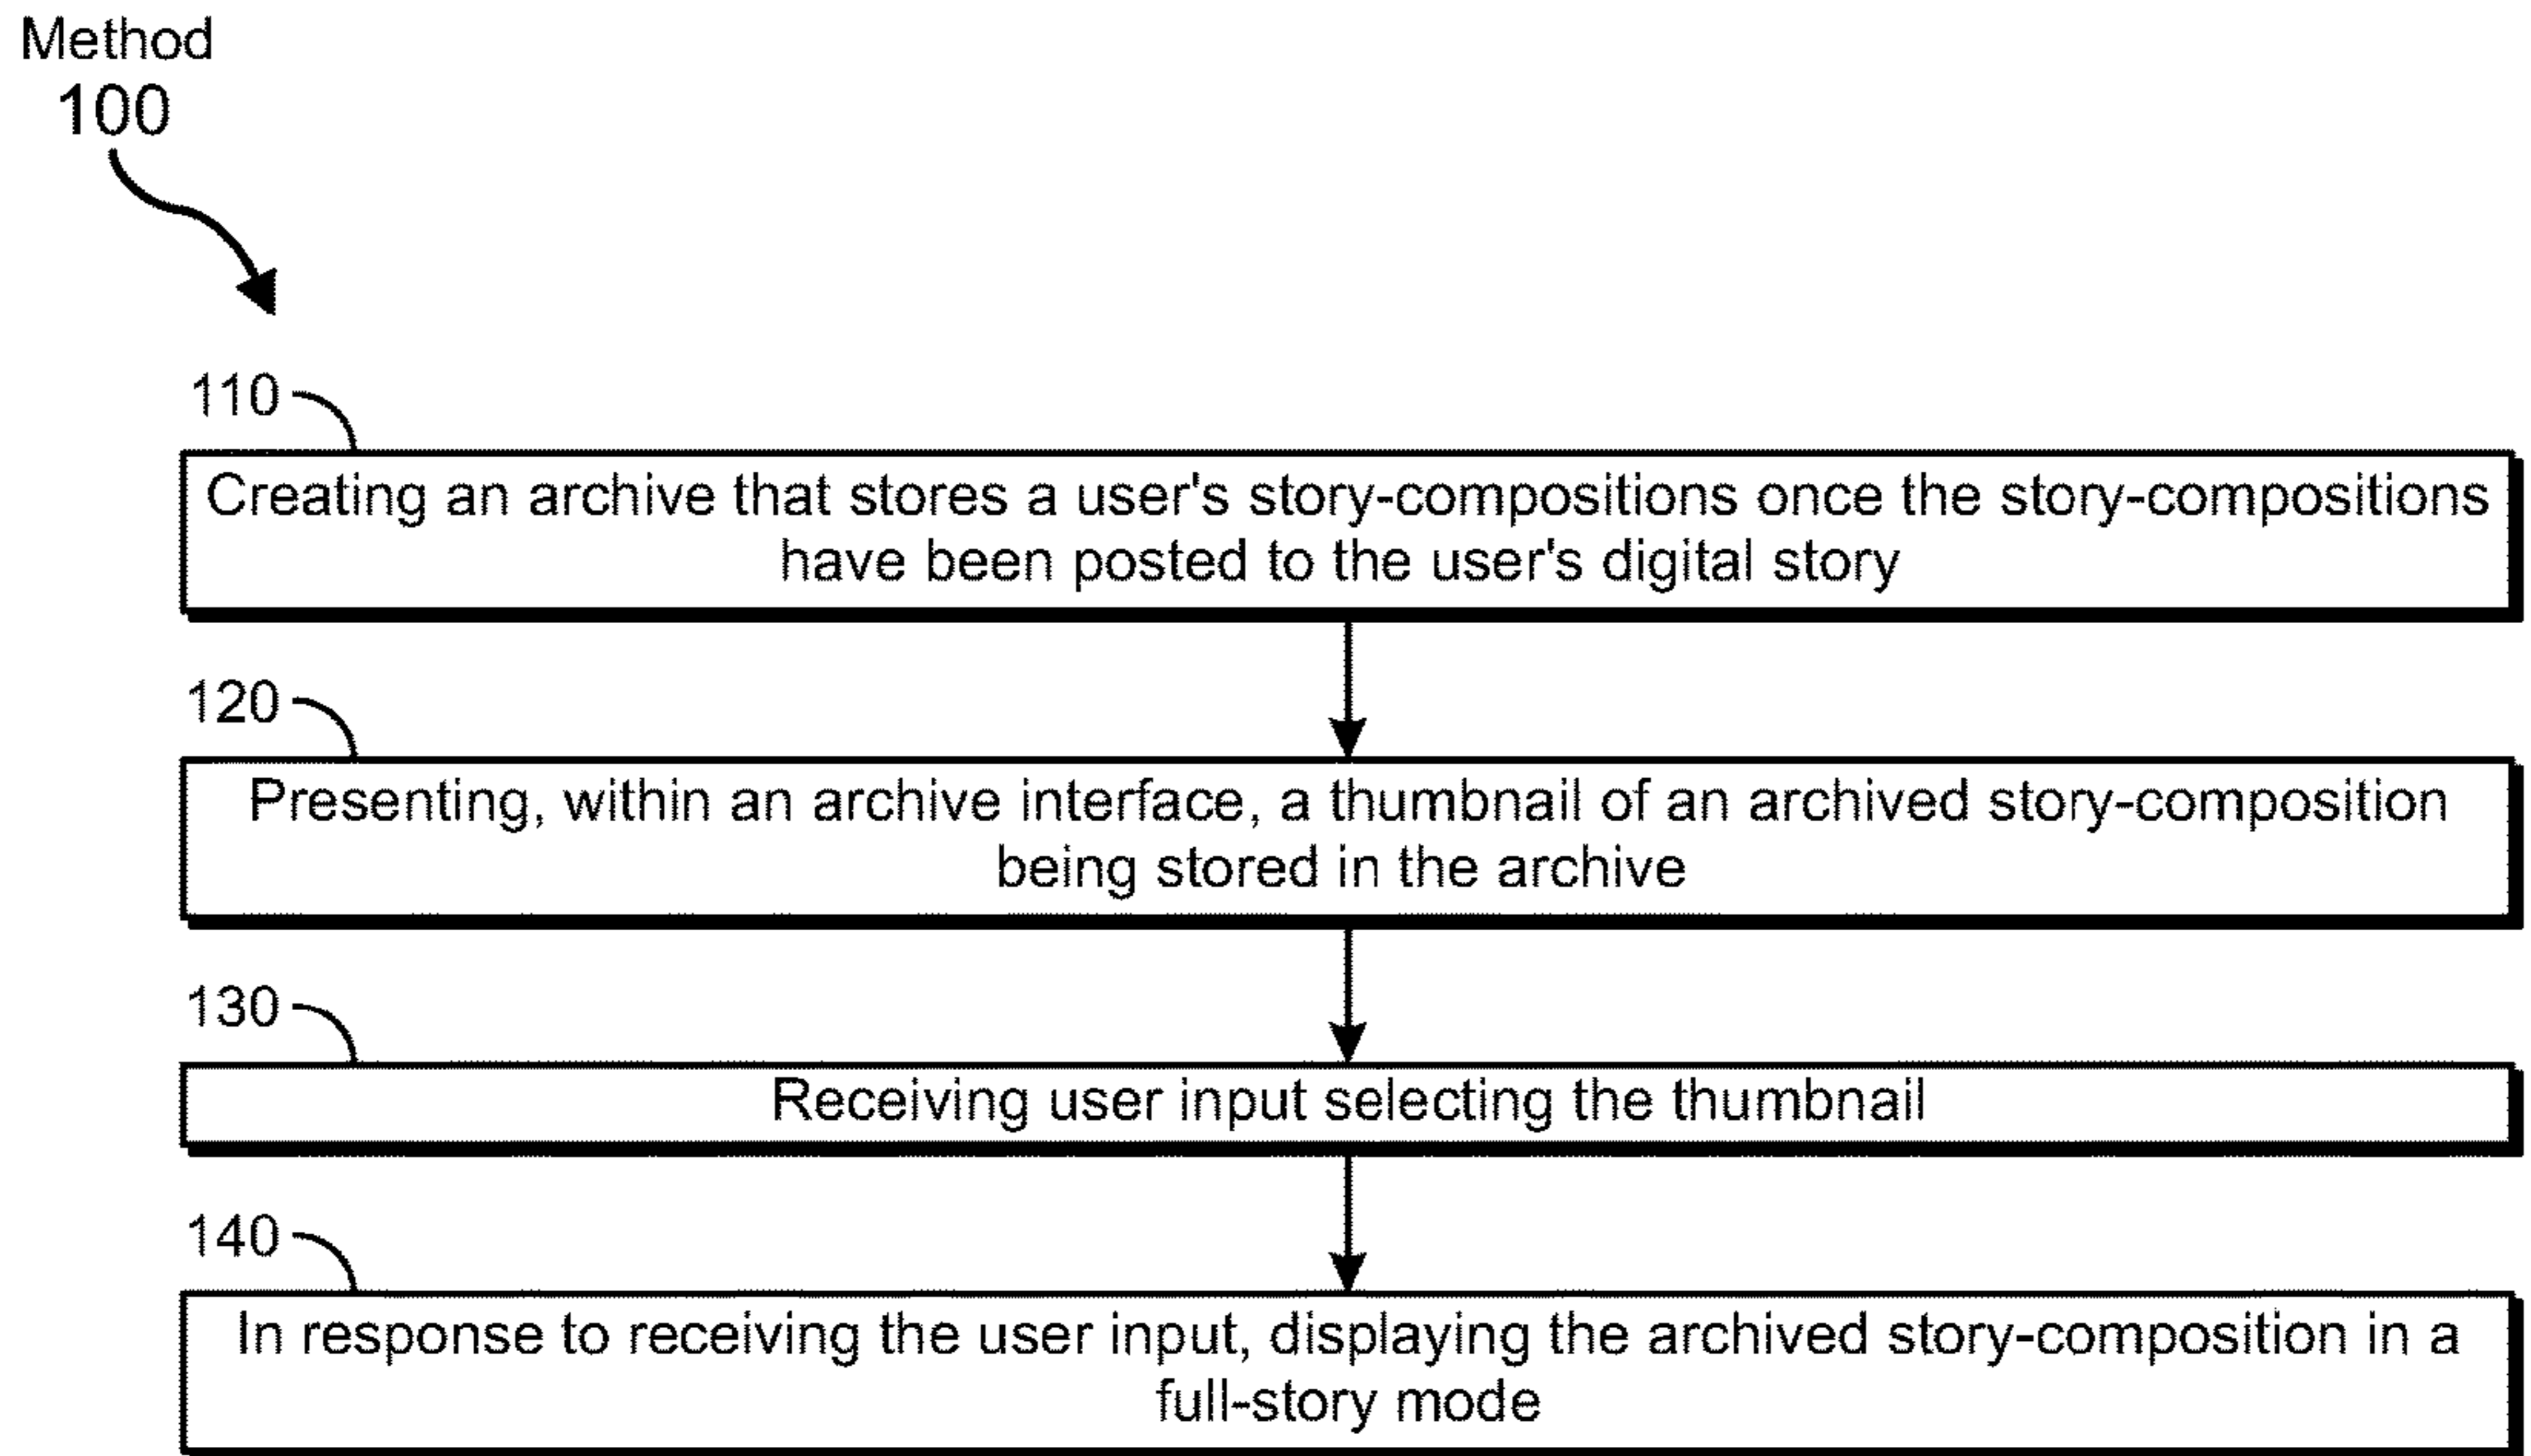 Method
100
110
Creating an archive that stores a user's story-compositions once the story-compositions
have been posted to the user's digital story
120
Presenting, within an archive interface, a thumbnail of an archived story-composition
being stored in the archive
130
Receiving user input selecting the thumbnail
140
In response to receiving the user input, displaying the archived story-composition in a
full-story mode